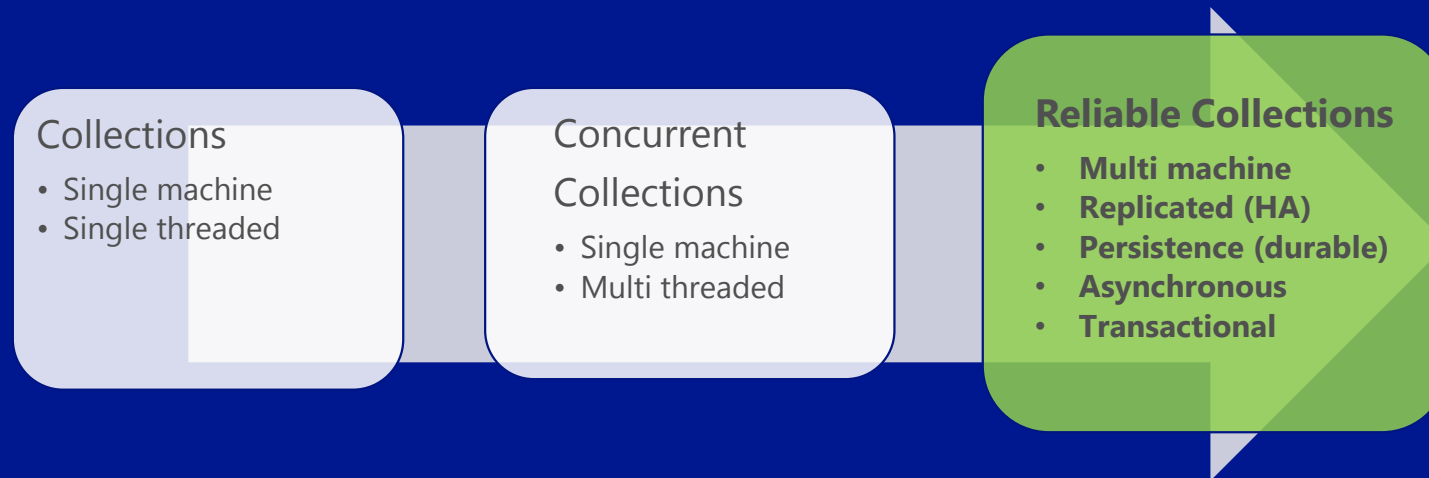 Collections
• Single machine
• Single threaded
Concurrent
Collections
• Single machine
• Multi threaded
Reliable Collections
• Multi machine
• Replicated (HA)
• Persistence (durable)
• Asynchronous
• Transactional